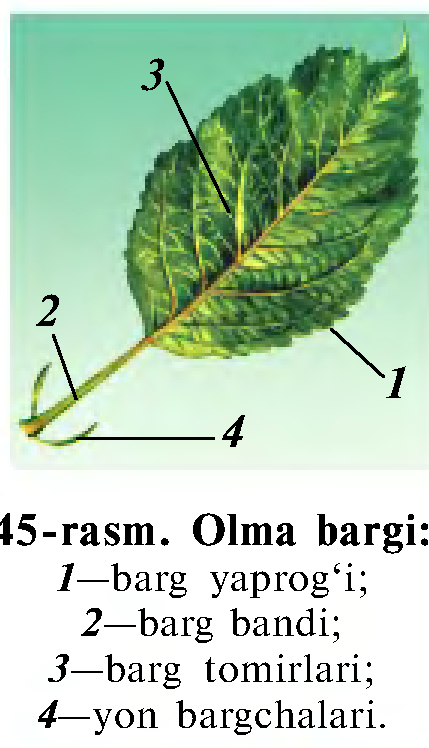 3
2
1
4
45-rasm. Olma bargi:
1—barg yaprog‘i;
2—barg bandi;
3—barg tomirlari;
4—yon bargchalari.